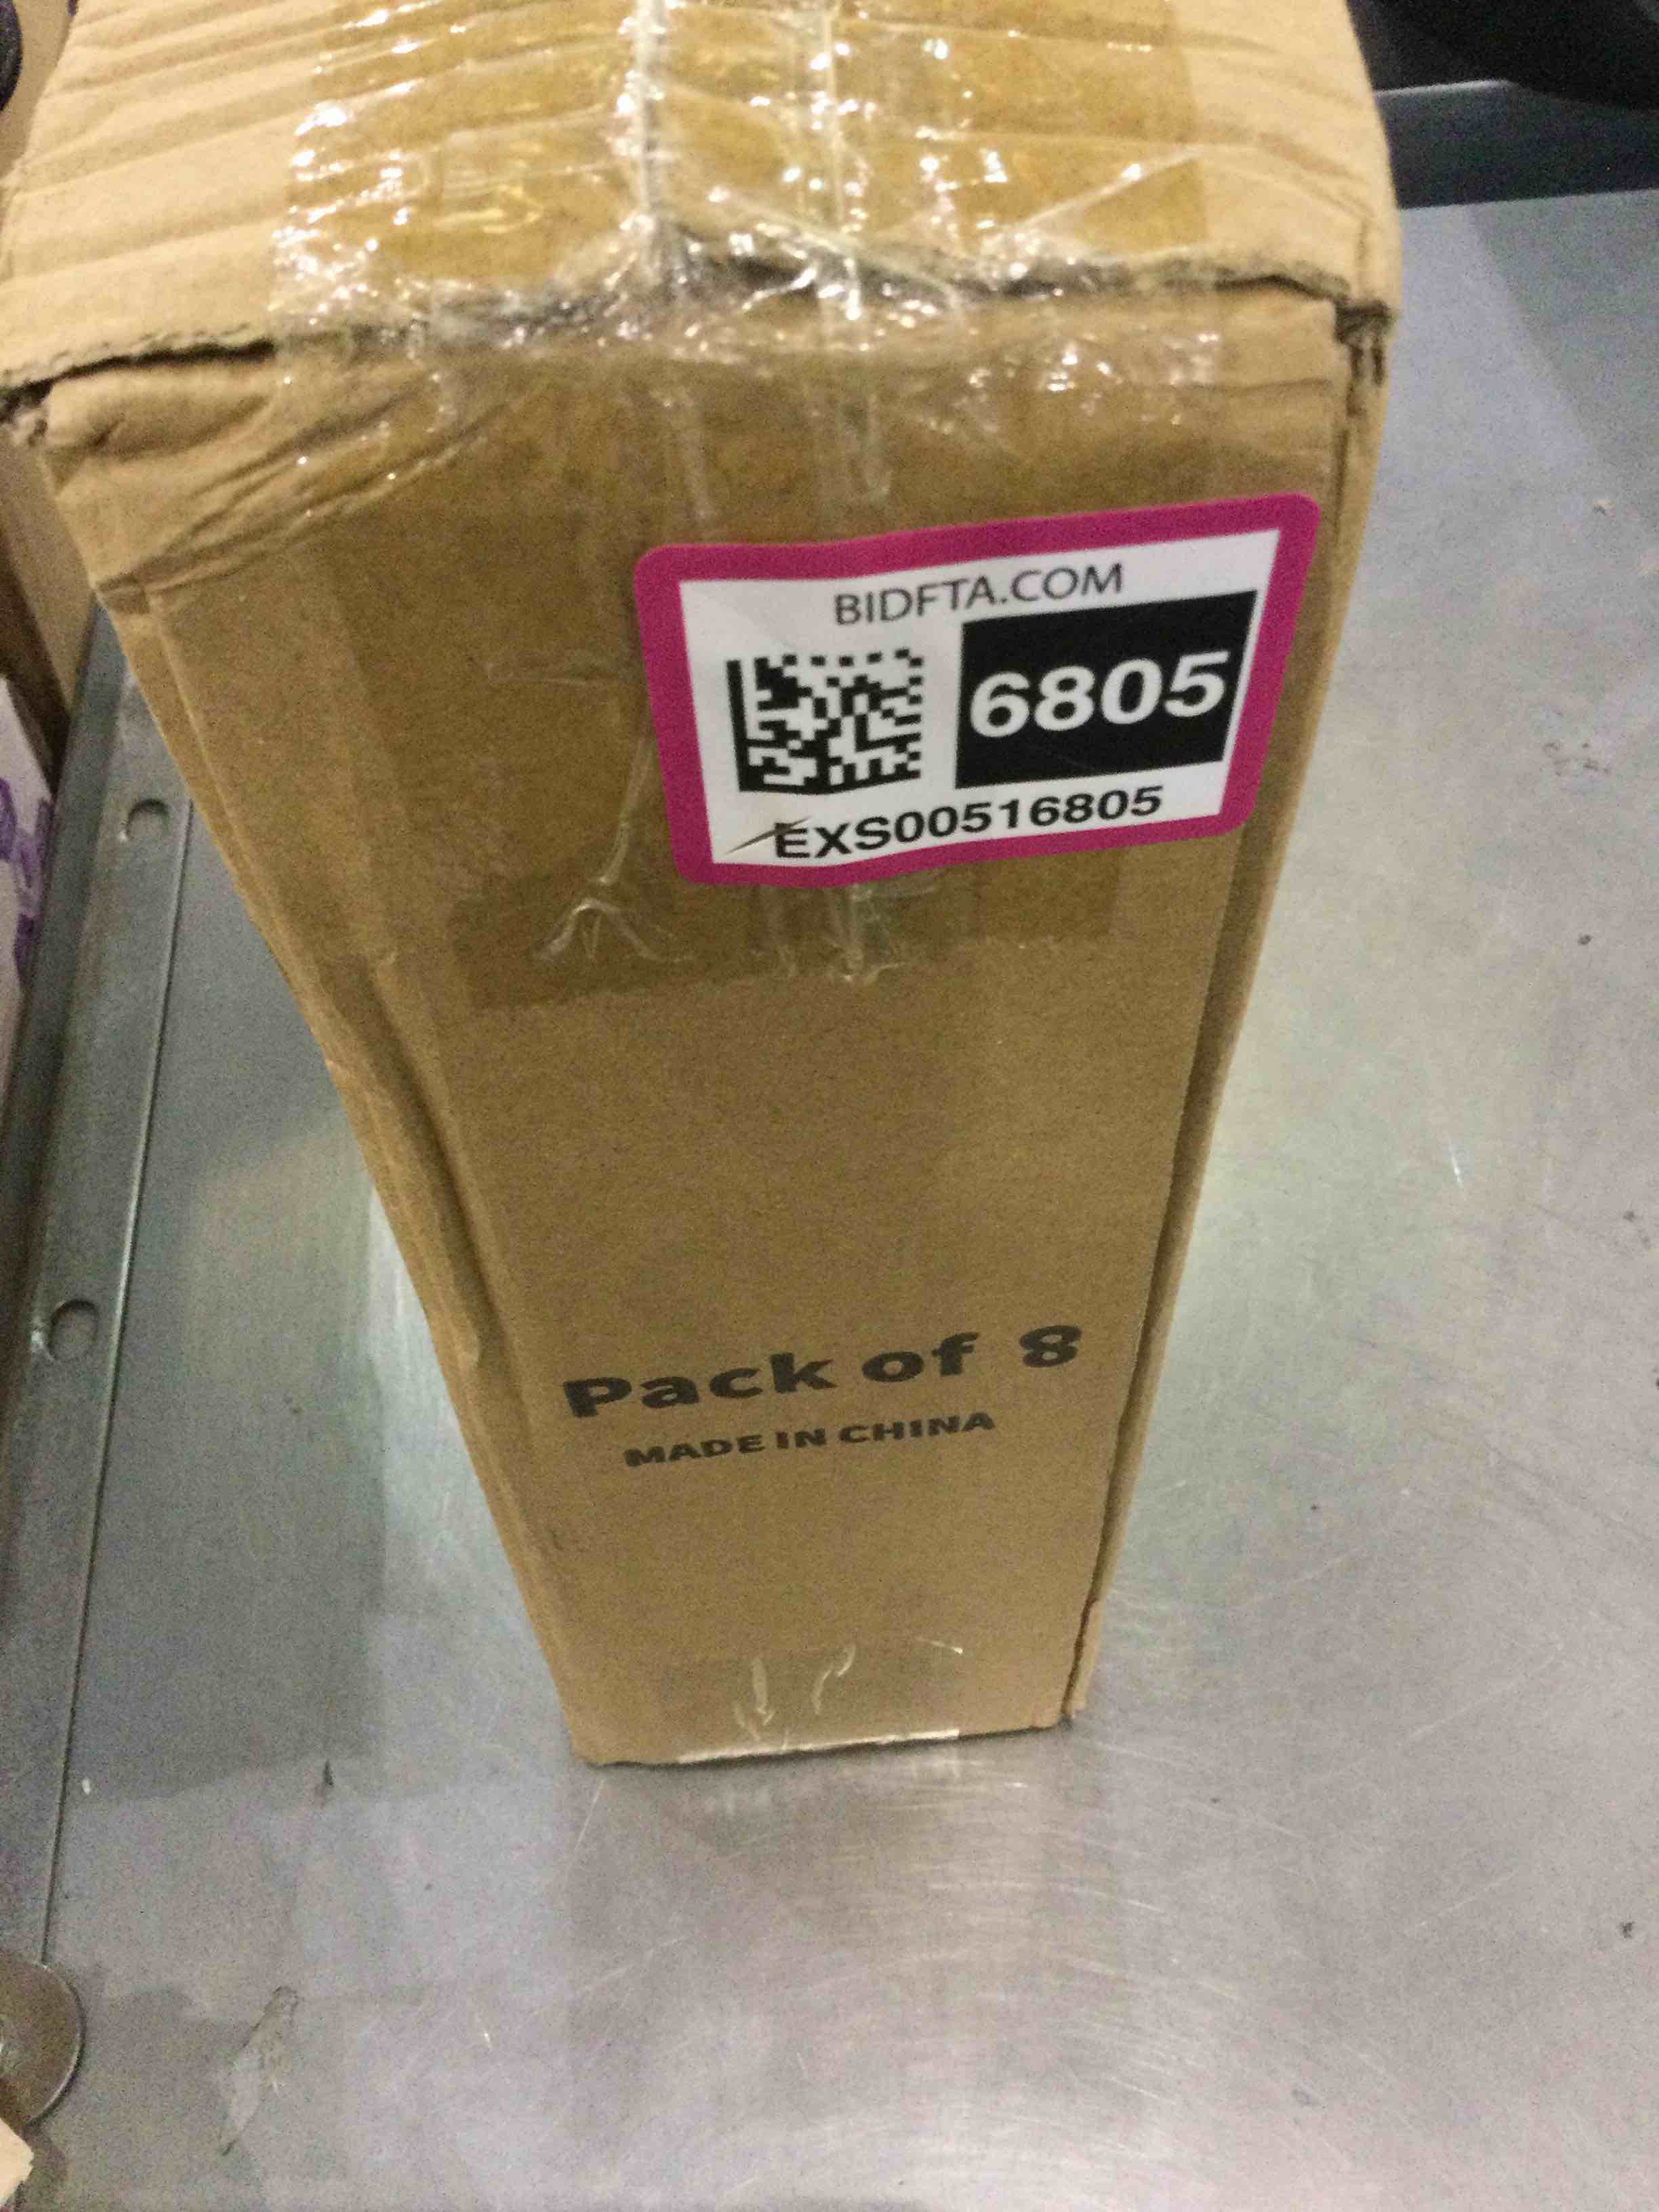 BIDFTA.COM
6805
EXS00516805
Pack of 8
MADE IN CHINA